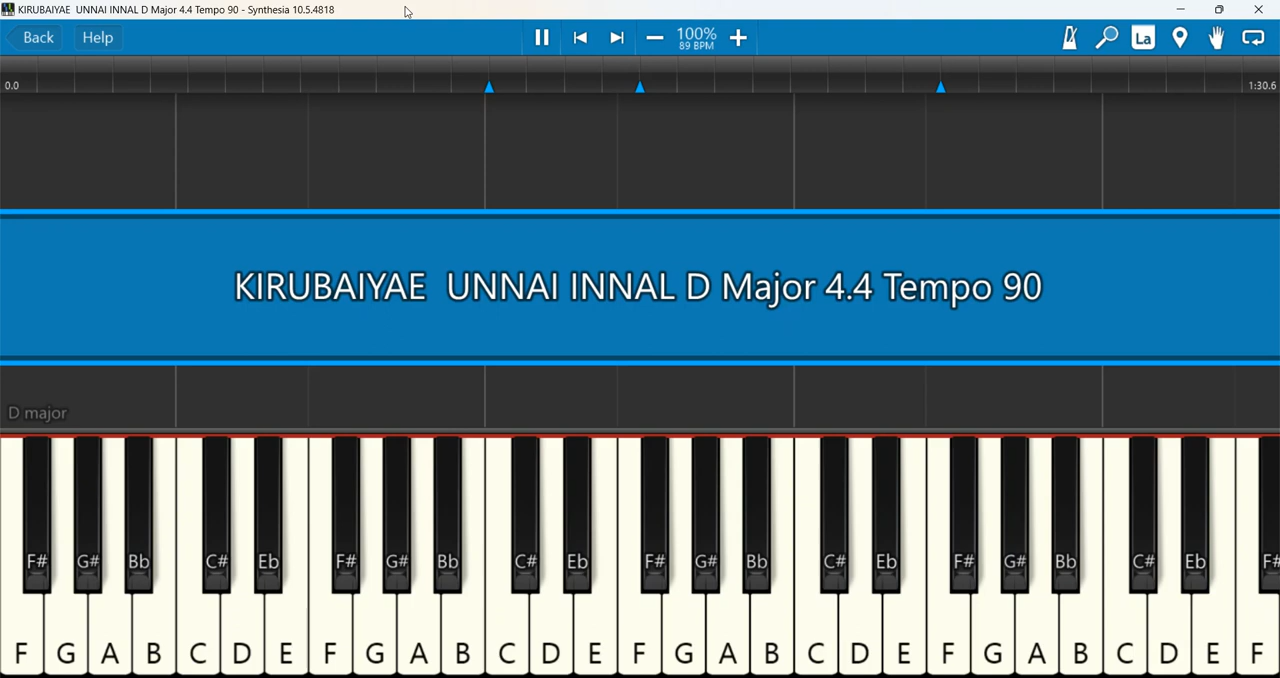 KIRUBAIYAE  UNNAI INNAL D Major 4.4 Tempo 90 - Synthesia 10.5.4818
Back Help 100% La
89 BPM
0.0 1:30.6
KIRUBAIYAE  UNNAI INNAL D Major 4.4 Tempo 90
D major
F# G# Bb C# Eb F# G# Bb C# Eb F# G# Bb C# Eb F# G# Bb C# Eb F#
F G A B C D E F G A B C D E F G A B C D E F G A B C D E F